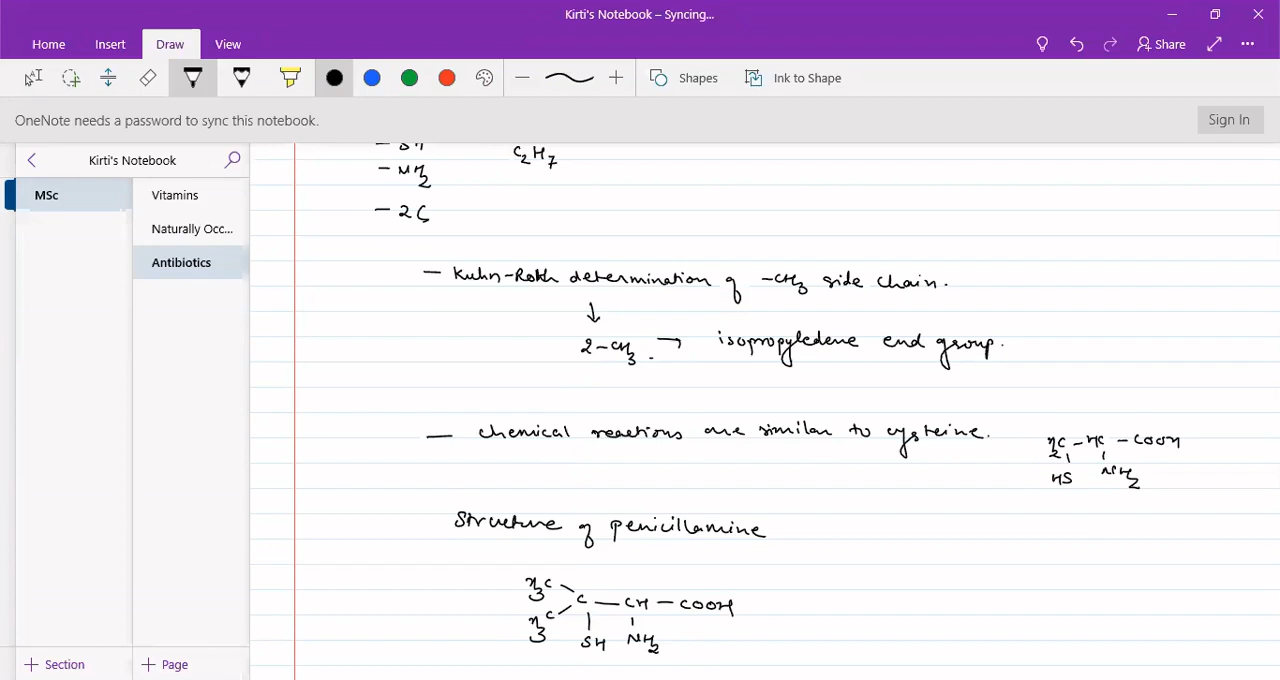 Kirti's Notebook – Syncing...
Home Insert Draw View
Share
Shapes Ink to Shape
OneNote needs a password to sync this notebook.
Sign In
Kirti's Notebook
MSc
Vitamins
Naturally Occ...
Antibiotics
Section
Page
– SH
C2H7
– NH2
– 2C
– Kuhn-Roth determination of –CH3 side chain.
↓
2–CH3. → isopropyledene end group.
– chemical reactions are similar to cysteine.
H2C – HC – COOH
HS NH2
Structure of penicillamine
H3C
C – CH – COOH
H3C
SH NH2